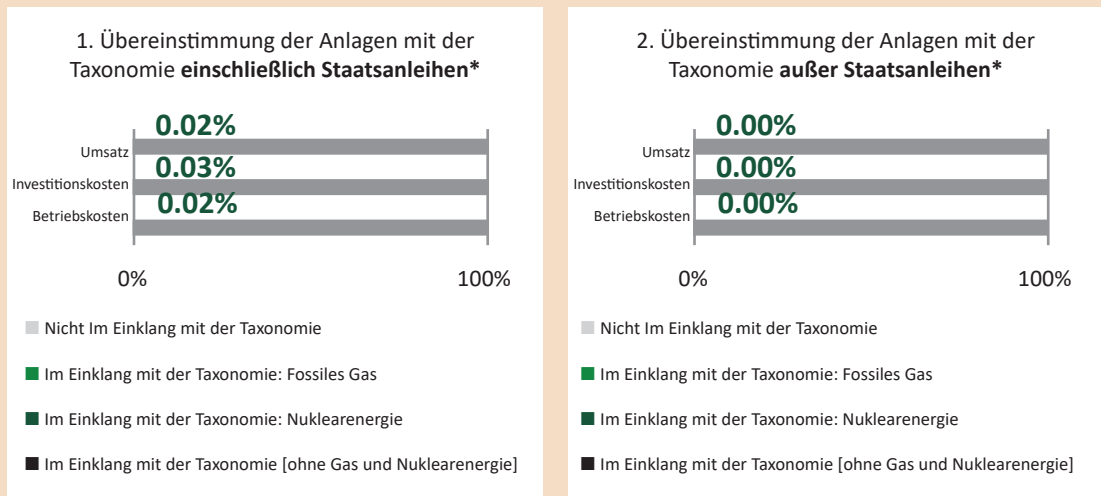 1. Übereinstimmung der Anlagen mit der
Taxonomie einschließlich Staatsanleihen*
0.02%
Umsatz
0.03%
Investitionskosten
0.02%
Betriebskosten
0%
100%
Nicht Im Einklang mit der Taxonomie
Im Einklang mit der Taxonomie: Fossiles Gas
Im Einklang mit der Taxonomie: Nuklearenergie
Im Einklang mit der Taxonomie [ohne Gas und Nuklearenergie]
2. Übereinstimmung der Anlagen mit der
Taxonomie außer Staatsanleihen*
0.00%
Umsatz
0.00%
Investitionskosten
0.00%
Betriebskosten
0%
100%
Nicht Im Einklang mit der Taxonomie
Im Einklang mit der Taxonomie: Fossiles Gas
Im Einklang mit der Taxonomie: Nuklearenergie
Im Einklang mit der Taxonomie [ohne Gas und Nuklearenergie]